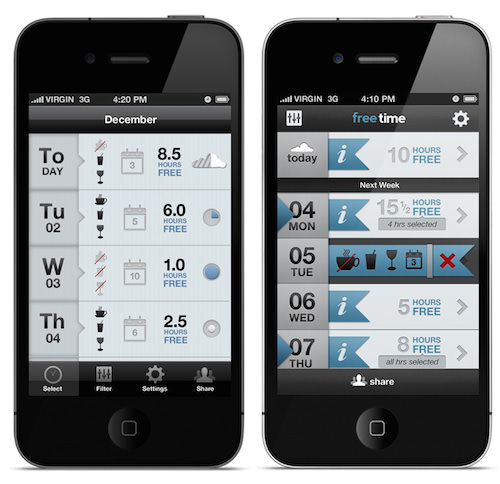 VIRGIN 3G 4:20 PM
December
To DAY 3 8.5 HOURS FREE
Tu 02 5 6.0 HOURS FREE
W 03 10 1.0 HOURS FREE
Th 04 6 2.5 HOURS FREE
Select Filter Settings Share
VIRGIN 3G 4:10 PM
freetime
today i 10 HOURS FREE
Next Week
04 MON i 15 1/2 HOURS FREE
4 hrs selected
05 TUE 3
06 WED i 5 HOURS FREE
07 THU i 8 HOURS FREE
all hrs selected
share